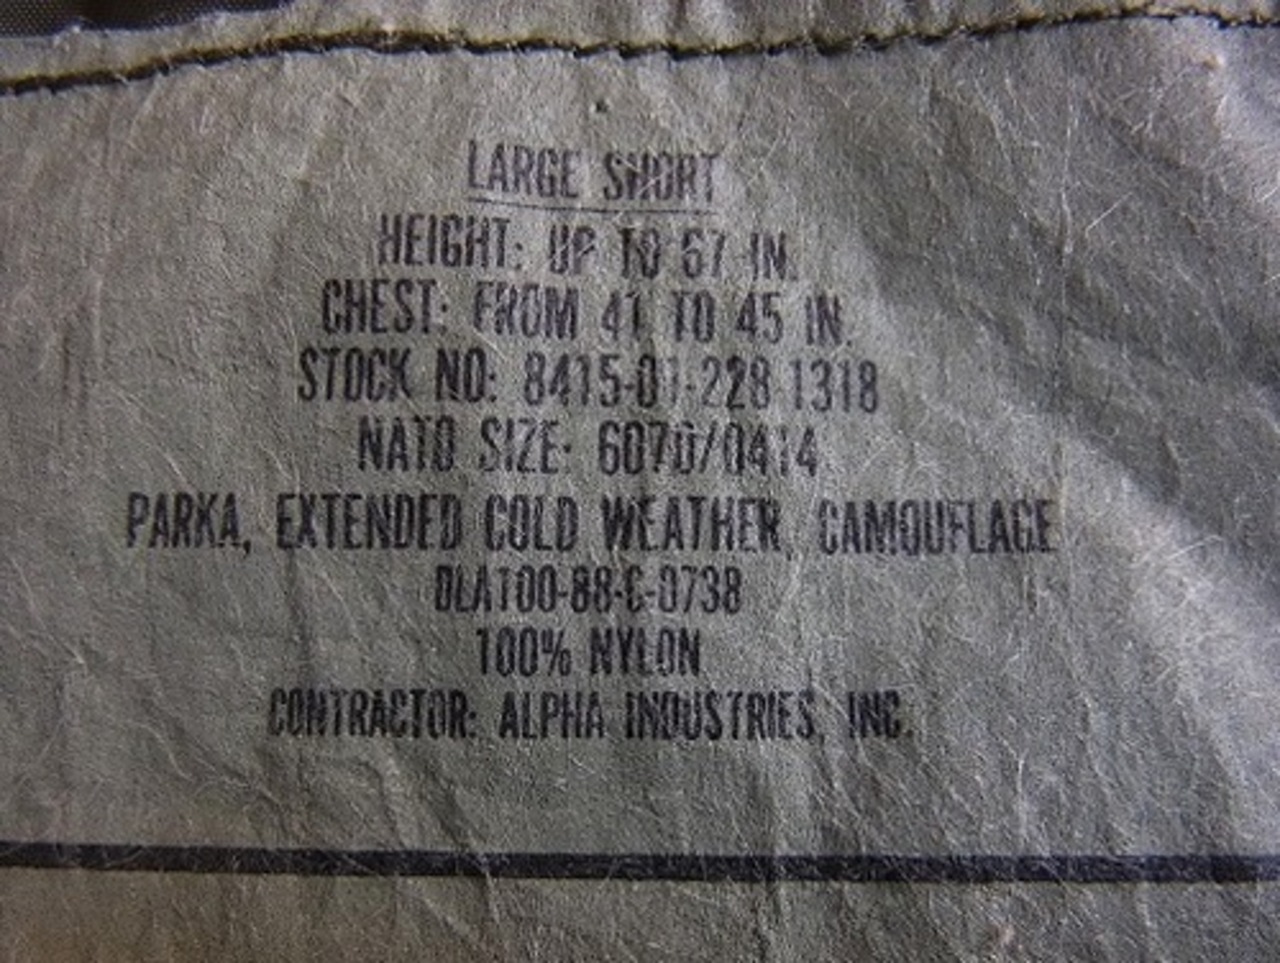 LARGE SHORT
HEIGHT: UP TO 67 IN.
CHEST: FROM 41 TO 45 IN.
STOCK NO: 8415-01-228-1318
NATO SIZE: 6070/0414
PARKA, EXTENDED COLD WEATHER, CAMOUFLAGE
DLA100-88-C-0738
100% NYLON
CONTRACTOR: ALPHA INDUSTRIES, INC.